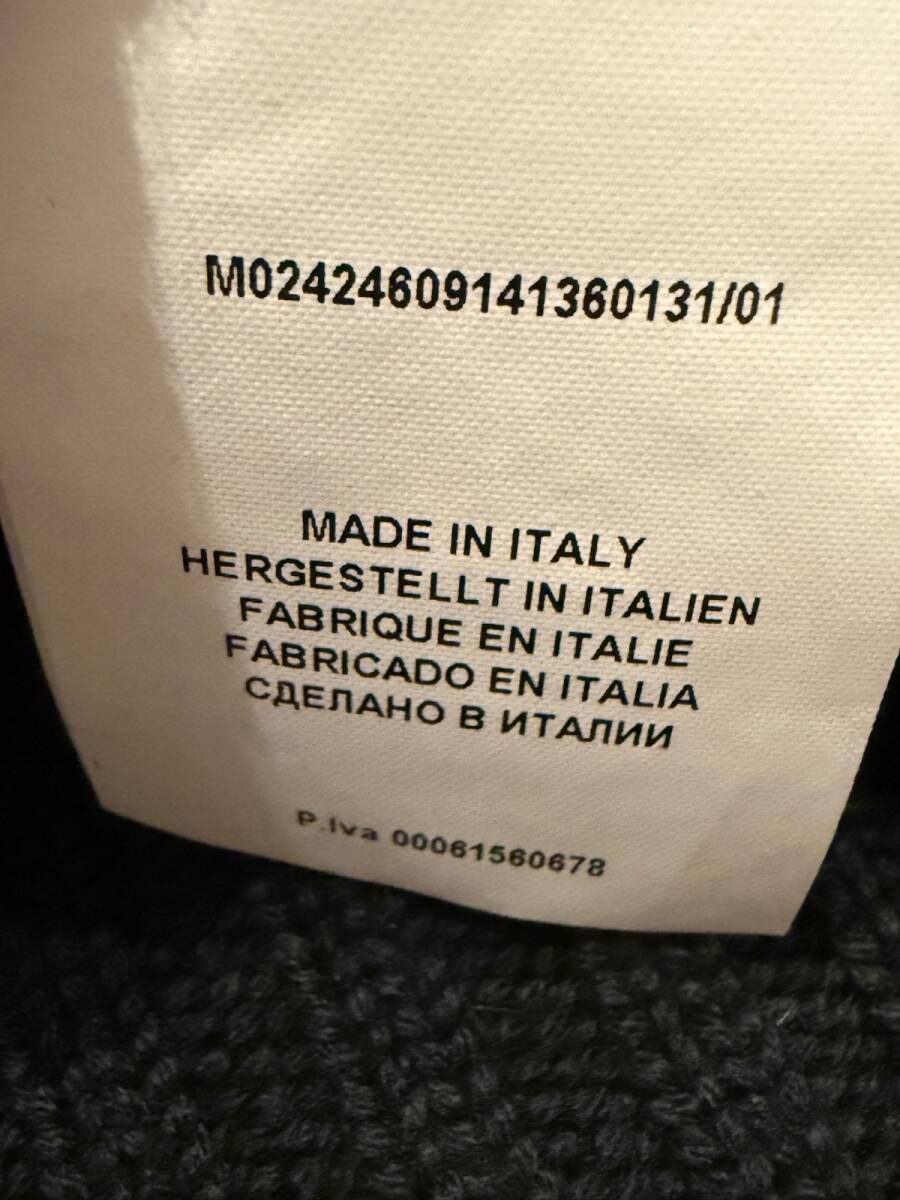 M02424609141360131/01
MADE IN ITALY
HERGESTELLT IN ITALIEN
FABRIQUE EN ITALIE
FABRICADO EN ITALIA
СДЕЛАНО В ИТАЛИИ
P.Iva 00061560678